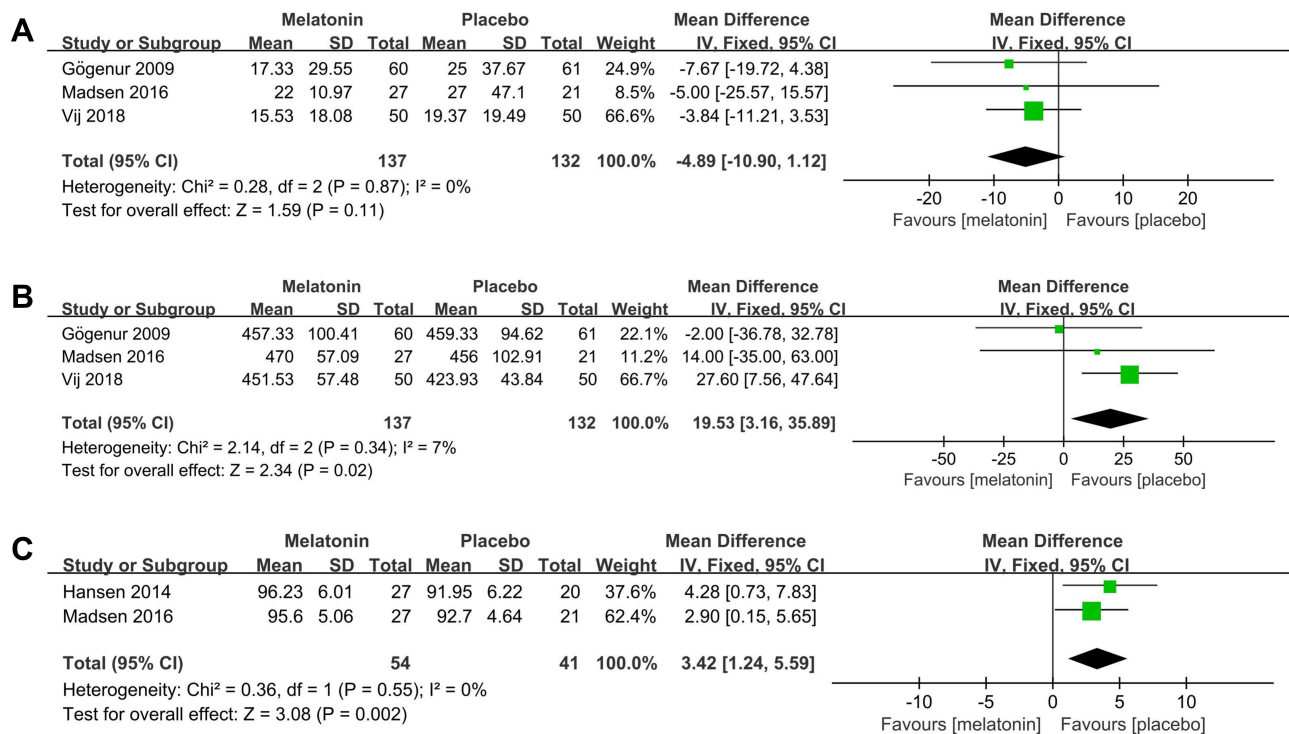 A
Melatonin Placebo Mean Difference Mean Difference
Study or Subgroup Mean SD Total Mean SD Total Weight IV, Fixed, 95% CI IV, Fixed, 95% CI
Gögenur 2009 17.33 29.55 60 25 37.67 61 24.9% -7.67 [-19.72, 4.38]
Madsen 2016 22 10.97 27 27 47.1 21 8.5% -5.00 [-25.57, 15.57]
Vij 2018 15.53 18.08 50 19.37 19.49 50 66.6% -3.84 [-11.21, 3.53]
Total (95% CI) 137 132 100.0% -4.89 [-10.90, 1.12]
Heterogeneity: Chi² = 0.28, df = 2 (P = 0.87); I² = 0%
Test for overall effect: Z = 1.59 (P = 0.11)
-20 -10 0 10 20
Favours [melatonin] Favours [placebo]
B
Melatonin Placebo Mean Difference Mean Difference
Study or Subgroup Mean SD Total Mean SD Total Weight IV, Fixed, 95% CI IV, Fixed, 95% CI
Gögenur 2009 457.33 100.41 60 459.33 94.62 61 22.1% -2.00 [-36.78, 32.78]
Madsen 2016 470 57.09 27 456 102.91 21 11.2% 14.00 [-35.00, 63.00]
Vij 2018 451.53 57.48 50 423.93 43.84 50 66.7% 27.60 [7.56, 47.64]
Total (95% CI) 137 132 100.0% 19.53 [3.16, 35.89]
Heterogeneity: Chi² = 2.14, df = 2 (P = 0.34); I² = 7%
Test for overall effect: Z = 2.34 (P = 0.02)
-50 -25 0 25 50
Favours [melatonin] Favours [placebo]
C
Melatonin Placebo Mean Difference Mean Difference
Study or Subgroup Mean SD Total Mean SD Total Weight IV, Fixed, 95% CI IV, Fixed, 95% CI
Hansen 2014 96.23 6.01 27 91.95 6.22 20 37.6% 4.28 [0.73, 7.83]
Madsen 2016 95.6 5.06 27 92.7 4.64 21 62.4% 2.90 [0.15, 5.65]
Total (95% CI) 54 41 100.0% 3.42 [1.24, 5.59]
Heterogeneity: Chi² = 0.36, df = 1 (P = 0.55); I² = 0%
Test for overall effect: Z = 3.08 (P = 0.002)
-10 -5 0 5 10
Favours [melatonin] Favours [placebo]